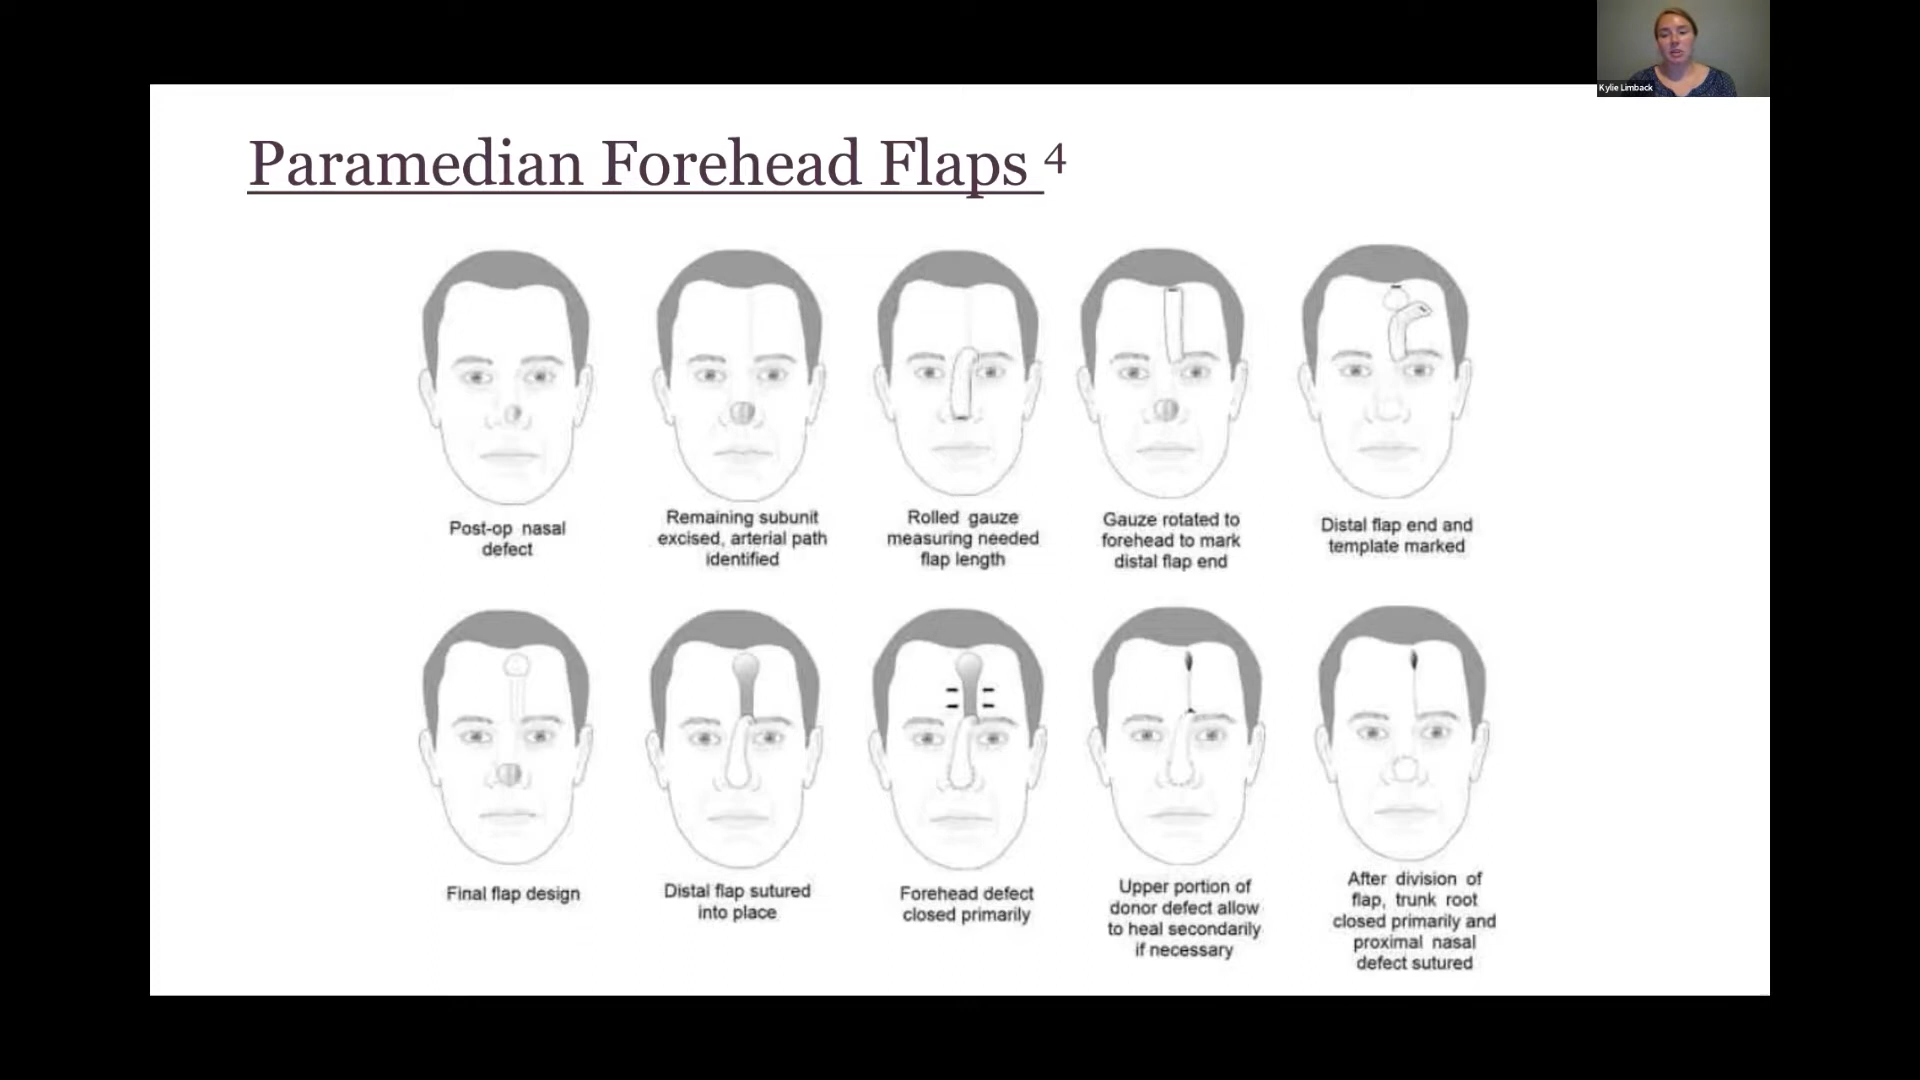 Kylie Limback
Paramedian Forehead Flaps 4
Post-op nasal
defect
Remaining subunit
excised, arterial path
identified
Rolled gauze
measuring needed
flap length
Gauze rotated to
forehead to mark
distal flap end
Distal flap end and
template marked
Final flap design
Distal flap sutured
into place
Forehead defect
closed primarily
Upper portion of
donor defect allow
to heal secondarily
if necessary
After division of
flap, trunk root
closed primarily and
proximal nasal
defect sutured